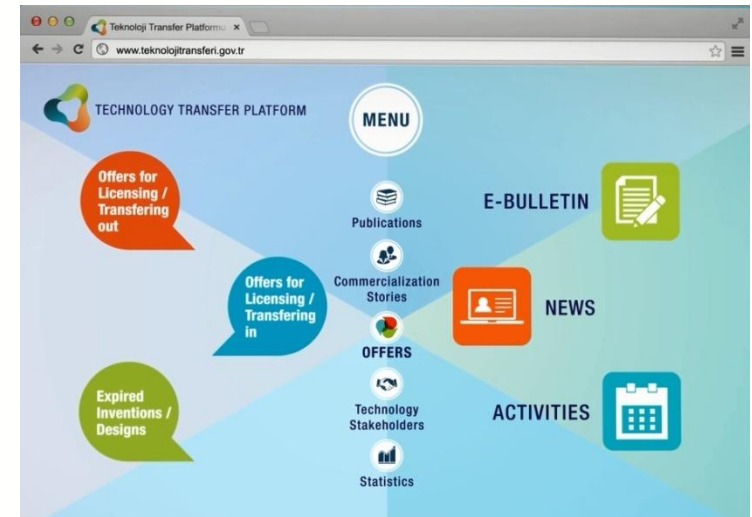 Teknoloji Transfer Platformu
www.teknolojitransferi.gov.tr
TECHNOLOGY TRANSFER PLATFORM
MENU
Offers for
Licensing /
Transfering
out
Offers for
Licensing /
Transfering
in
Expired
Inventions /
Designs
Publications
Commercialization
Stories
OFFERS
Technology
Stakeholders
Statistics
E-BULLETIN
NEWS
ACTIVITIES